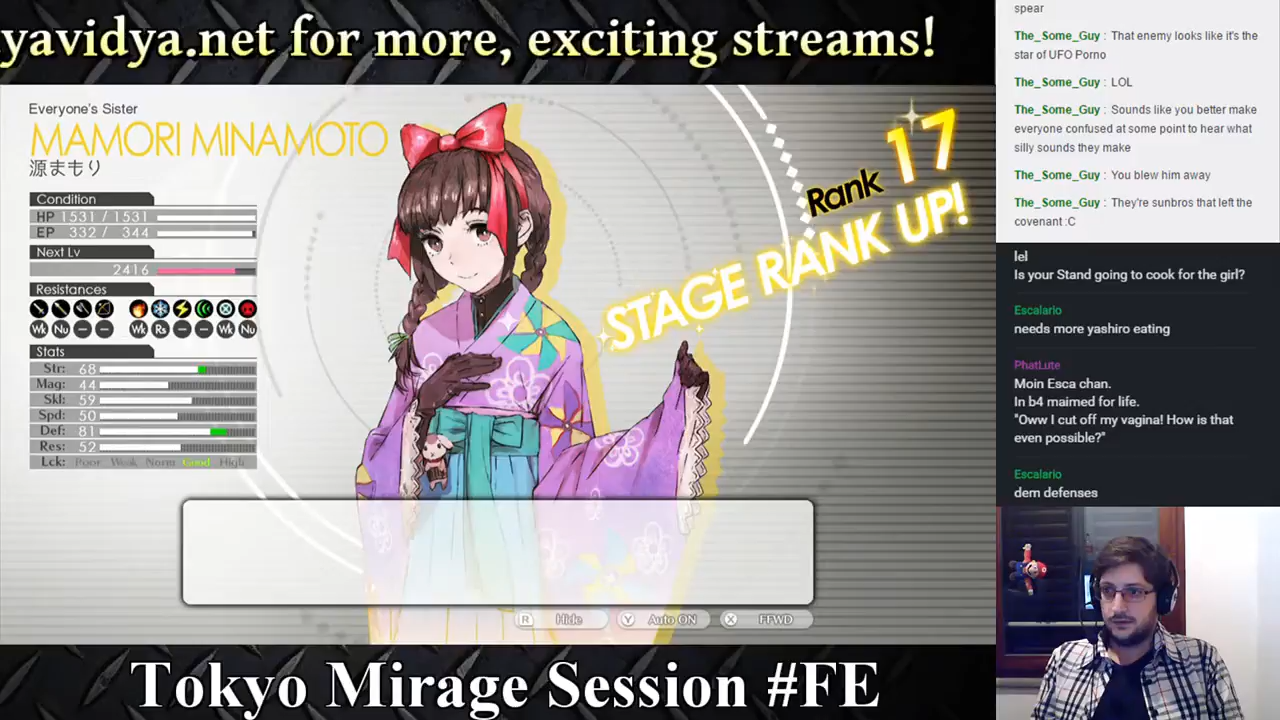 yavidya.net for more, exciting streams!
Everyone's Sister
MAMORI MINAMOTO
源まもり
Condition
HP 1531 / 1531
EP 332 / 344
Next Lv
2416
Resistances
Wk Nu — — Wk Rs — — Wk Nu
Stats
Str: 68
Mag: 44
Skl: 59
Spd: 50
Def: 81
Res: 52
Lck: Poor Weak Norm Good High
Rank 17
STAGE RANK UP!
R Hide Y Auto ON X FFWD
Tokyo Mirage Session #FE
spear
The_Some_Guy : That enemy looks like it's the
star of UFO Porno
The_Some_Guy : LOL
The_Some_Guy : Sounds like you better make
everyone confused at some point to hear what
silly sounds they make
The_Some_Guy : You blew him away
The_Some_Guy : They're sunbros that left the
covenant :C
lel
Is your Stand going to cook for the girl?
Escalario
needs more yashiro eating
PhatLute
Moin Esca chan.
In b4 maimed for life.
"Oww I cut off my vagina! How is that
even possible?"
Escalario
dem defenses